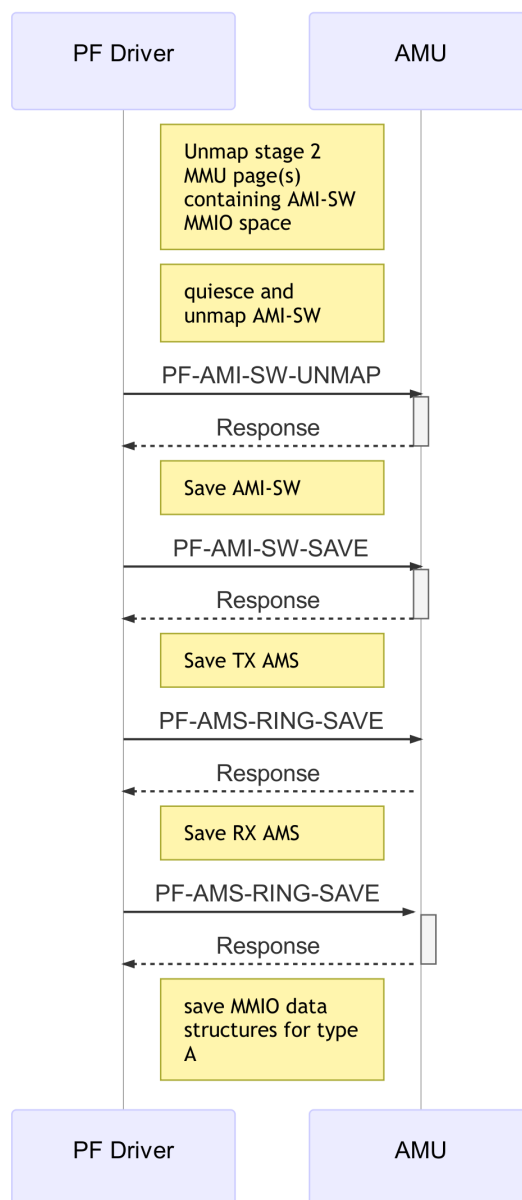 PF Driver
AMU
Unmap stage 2
MMU page(s)
containing AMI-SW
MMIO space
quiesce and
unmap AMI-SW
PF-AMI-SW-UNMAP
Response
Save AMI-SW
PF-AMI-SW-SAVE
Response
Save TX AMS
PF-AMS-RING-SAVE
Response
Save RX AMS
PF-AMS-RING-SAVE
Response
save MMIO data
structures for type
A
PF Driver
AMU